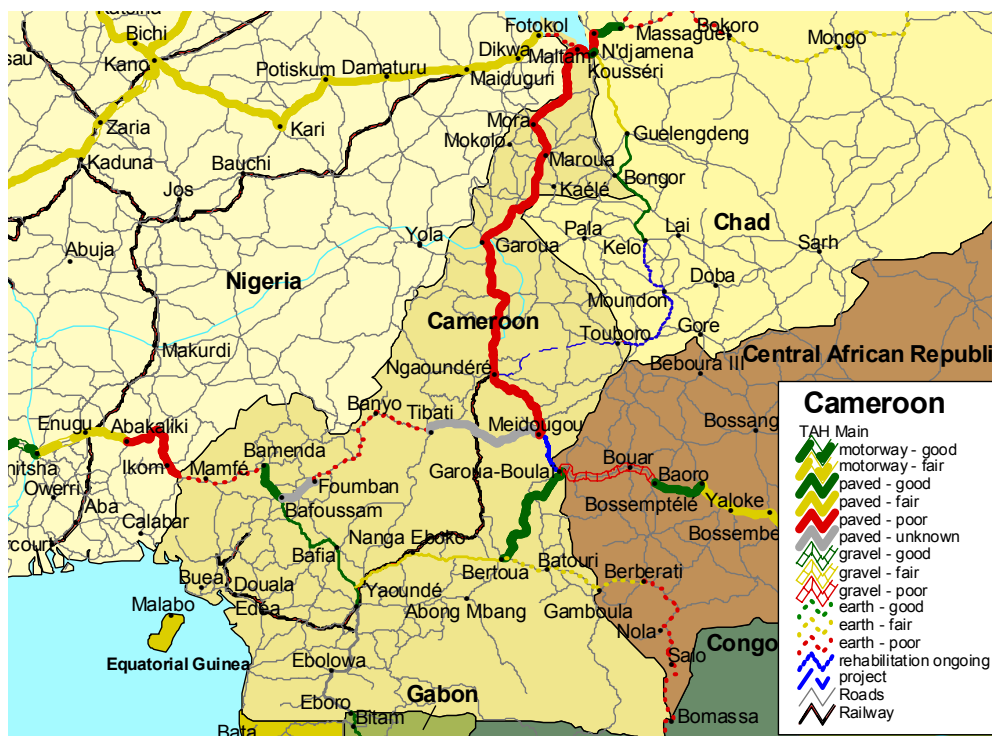 Katsina
Fotokol
Bokoro
Massaguet
Bichi
Dikwa
Mongo
Maltam
N'djamena
Kano
Potiskum
Damaturu
Maiduguri
Kousséri
Mora
Zaria
Kari
Guelengdeng
Mokolo
Maroua
Kaduna
Bauchi
Bongor
Kaélé
Jos
Chad
Pala
Lai
Yola
Garoua
Kelo
Sarh
Abuja
Nigeria
Doba
Moundon
Cameroon
Touboro
Gore
Makurdi
Central African Republi
Ngaoundéré
Beboura III
Banyo
Tibati
Meidougou
Bossang
Enugu
Abakaliki
Bamenda
Garoua-Boulai
Bouar
Baoro
nitsha
Ikom
Mamfé
Foumban
Owerri
Bossemptélé
Yaloke
Aba
Bafoussam
Calabar
Nanga Eboko
Bossembe
rcourt
Bafia
Batouri
Bertoua
Berberati
Buea
Douala
Yaoundé
Malabo
Edéa
Abong Mbang
Gamboula
Nola
Equatorial Guinea
Ebolowa
Salo
Congo
Eboro
Gabon
Bitam
Bomassa
Bata
Cameroon
TAH Main
motorway - good
motorway - fair
paved - good
paved - fair
paved - poor
paved - unknown
gravel - good
gravel - fair
gravel - poor
earth - good
earth - fair
earth - poor
rehabilitation ongoing
project
Roads
Railway